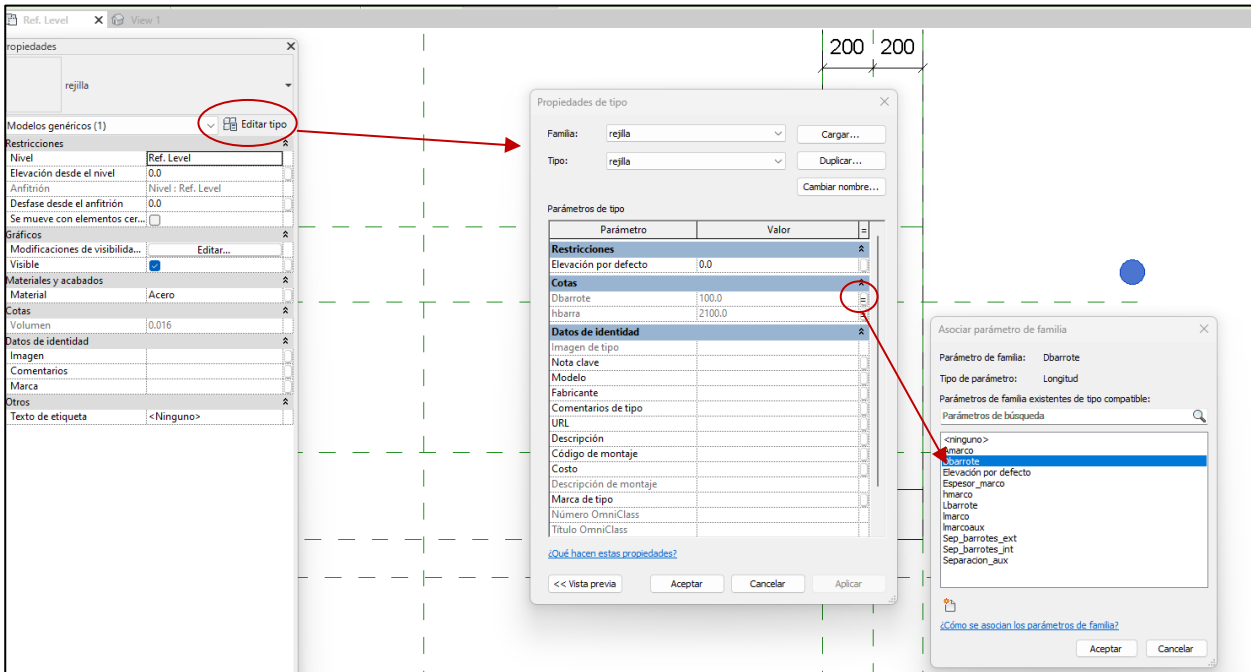 Ref. Level
View 1
ropiedades
rejilla
Modelos genéricos (1)
Editar tipo
Restricciones
Nivel Ref. Level
Elevación desde el nivel 0.0
Anfitrión Nivel : Ref. Level
Desfase desde el anfitrión 0.0
Se mueve con elementos cer...
Gráficos
Modificaciones de visibilida... Editar...
Visible
Materiales y acabados
Material Acero
Cotas
Volumen 0.016
Datos de identidad
Imagen
Comentarios
Marca
Otros
Texto de etiqueta <Ninguno>
200 200
Propiedades de tipo
Familia: rejilla Cargar...
Tipo: rejilla Duplicar...
Cambiar nombre...
Parámetros de tipo
Parámetro Valor =
Restricciones
Elevación por defecto 0.0
Cotas
Dbarrote 100.0 =
hbarra 2100.0 =
Datos de identidad
Imagen de tipo
Nota clave
Modelo
Fabricante
Comentarios de tipo
URL
Descripción
Código de montaje
Costo
Descripción de montaje
Marca de tipo
Número OmniClass
Título OmniClass
¿Qué hacen estas propiedades?
<< Vista previa Aceptar Cancelar Aplicar
Asociar parámetro de familia
Parámetro de familia: Dbarrote
Tipo de parámetro: Longitud
Parámetros de familia existentes de tipo compatible:
Parámetros de búsqueda
<ninguno>
Amarco
Dbarrote
Elevación por defecto
Espesor_marco
hmarco
Lbarrote
lmarco
lmarcoaux
Sep_barrotes_ext
Sep_barrotes_int
Separacion_aux
¿Cómo se asocian los parámetros de familia?
Aceptar Cancelar